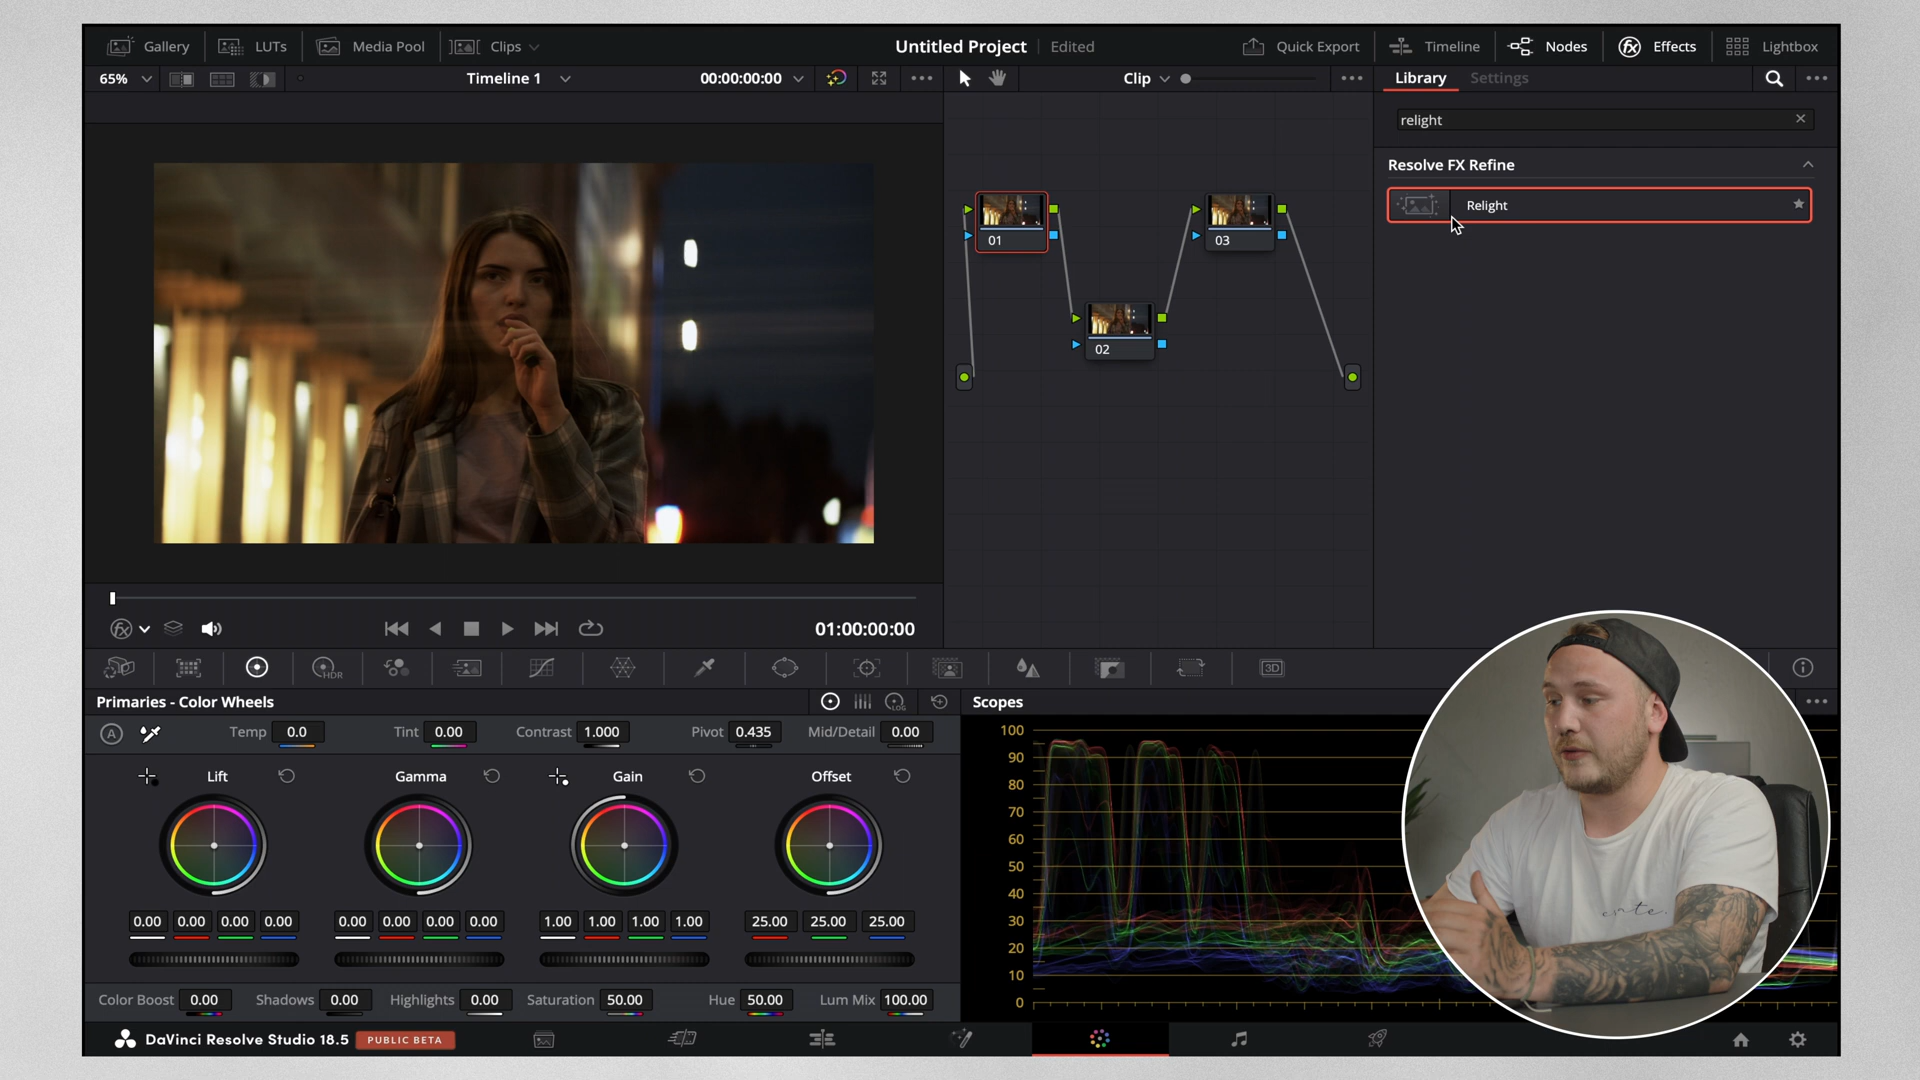 Gallery
LUTs
Media Pool
Clips
Untitled Project
Edited
Quick Export
Timeline
Nodes
Effects
Lightbox
65%
Timeline 1
00:00:00:00
Clip
Library
Settings
relight
Resolve FX Refine
Relight
01
03
02
01:00:00:00
HDR
3D
Primaries - Color Wheels
LOG
Scopes
A
Temp 0.0
Tint 0.00
Contrast 1.000
Pivot 0.435
Mid/Detail 0.00
Lift
Gamma
Gain
Offset
0.00 0.00 0.00 0.00
0.00 0.00 0.00 0.00
1.00 1.00 1.00 1.00
25.00 25.00 25.00
Color Boost 0.00
Shadows 0.00
Highlights 0.00
Saturation 50.00
Hue 50.00
Lum Mix 100.00
100
90
80
70
60
50
40
30
20
10
0
DaVinci Resolve Studio 18.5
PUBLIC BETA